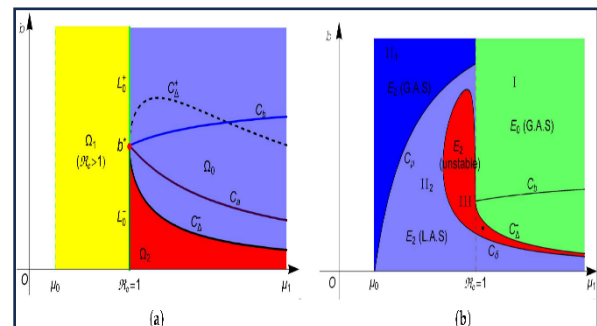 b
L₀⁺
C_Δ⁺
C_b
Ω₁
(ℜ₀>1)
b*
Ω₀
L₀⁻
C_a
C_Δ⁻
Ω₂
O
μ₀
ℜ₀=1
μ₁
(a)
b
II₁
E₂ (G.A.S)
I
E₀ (G.A.S)
E₂
(unstable)
C_p
II₂
III
C_b
E₂ (L.A.S)
C_Δ⁻
C_δ
O
μ₀
ℜ₀=1
μ₁
(b)